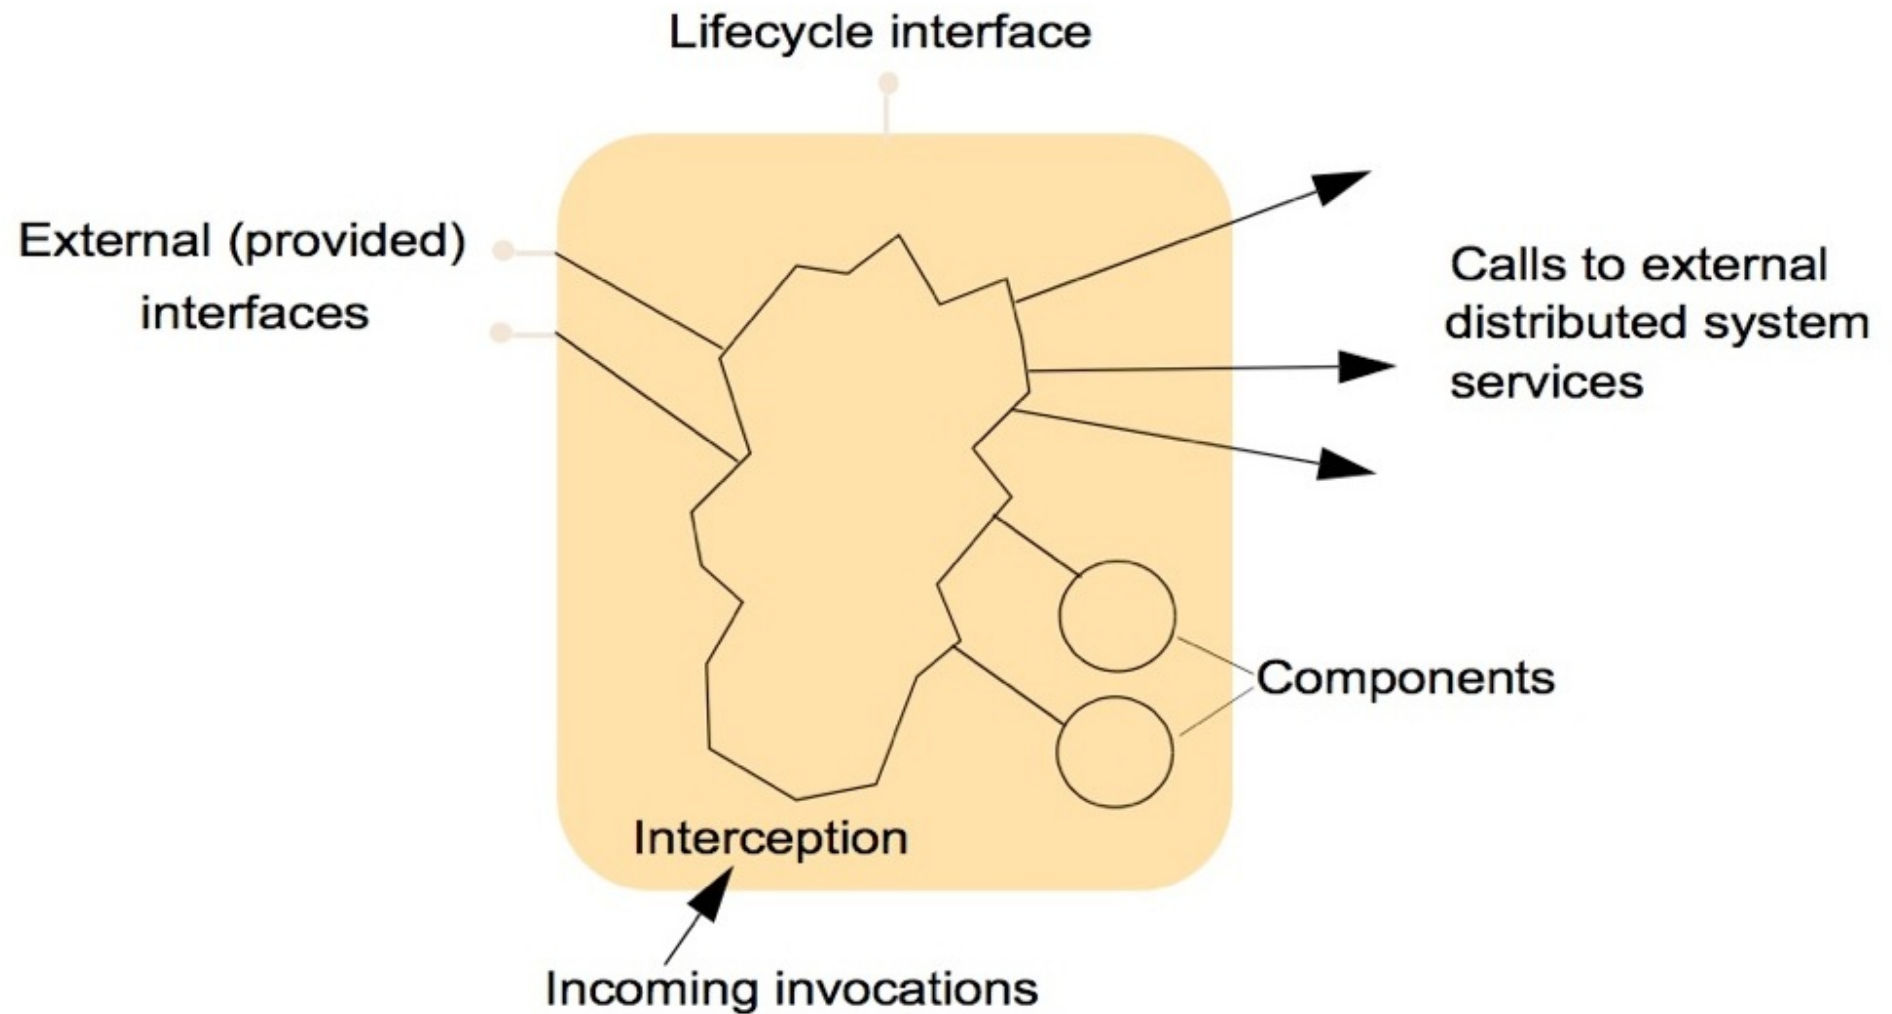 Lifecycle interface
External (provided)
interfaces
Calls to external
distributed system
services
Components
Interception
Incoming invocations